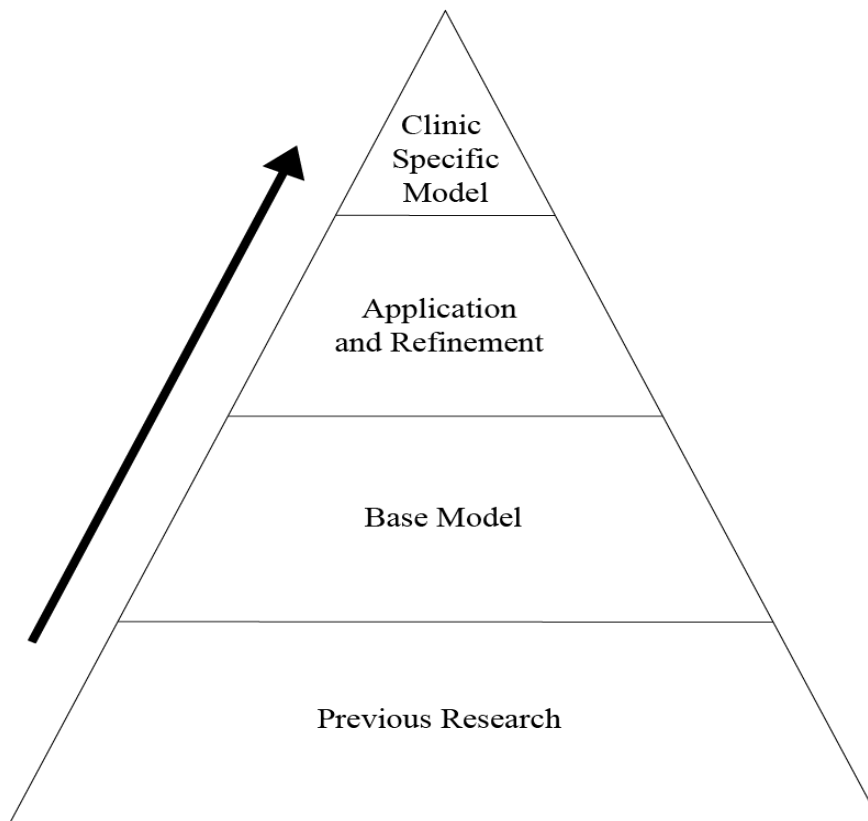 Clinic
Specific
Model
Application
and Refinement
Base Model
Previous Research